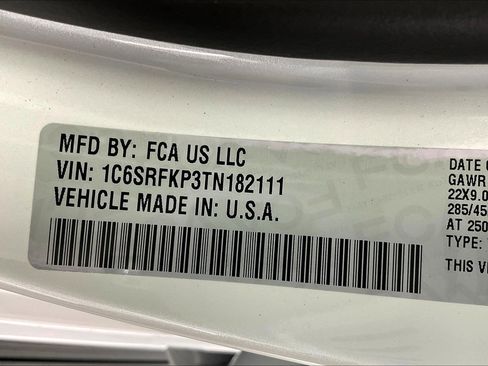 MFD BY: FCA US LLC
VIN: 1C6SRFKP3TN182111
VEHICLE MADE IN: U.S.A.
DATE O
GAWR
22X9.0
285/45
AT 250
TYPE:
THIS VE